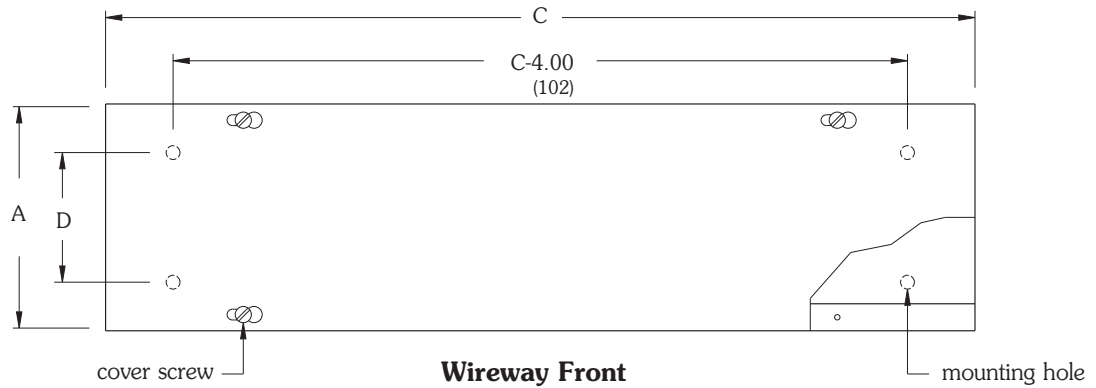 C
C-4.00
(102)
A
D
cover screw
Wireway Front
mounting hole